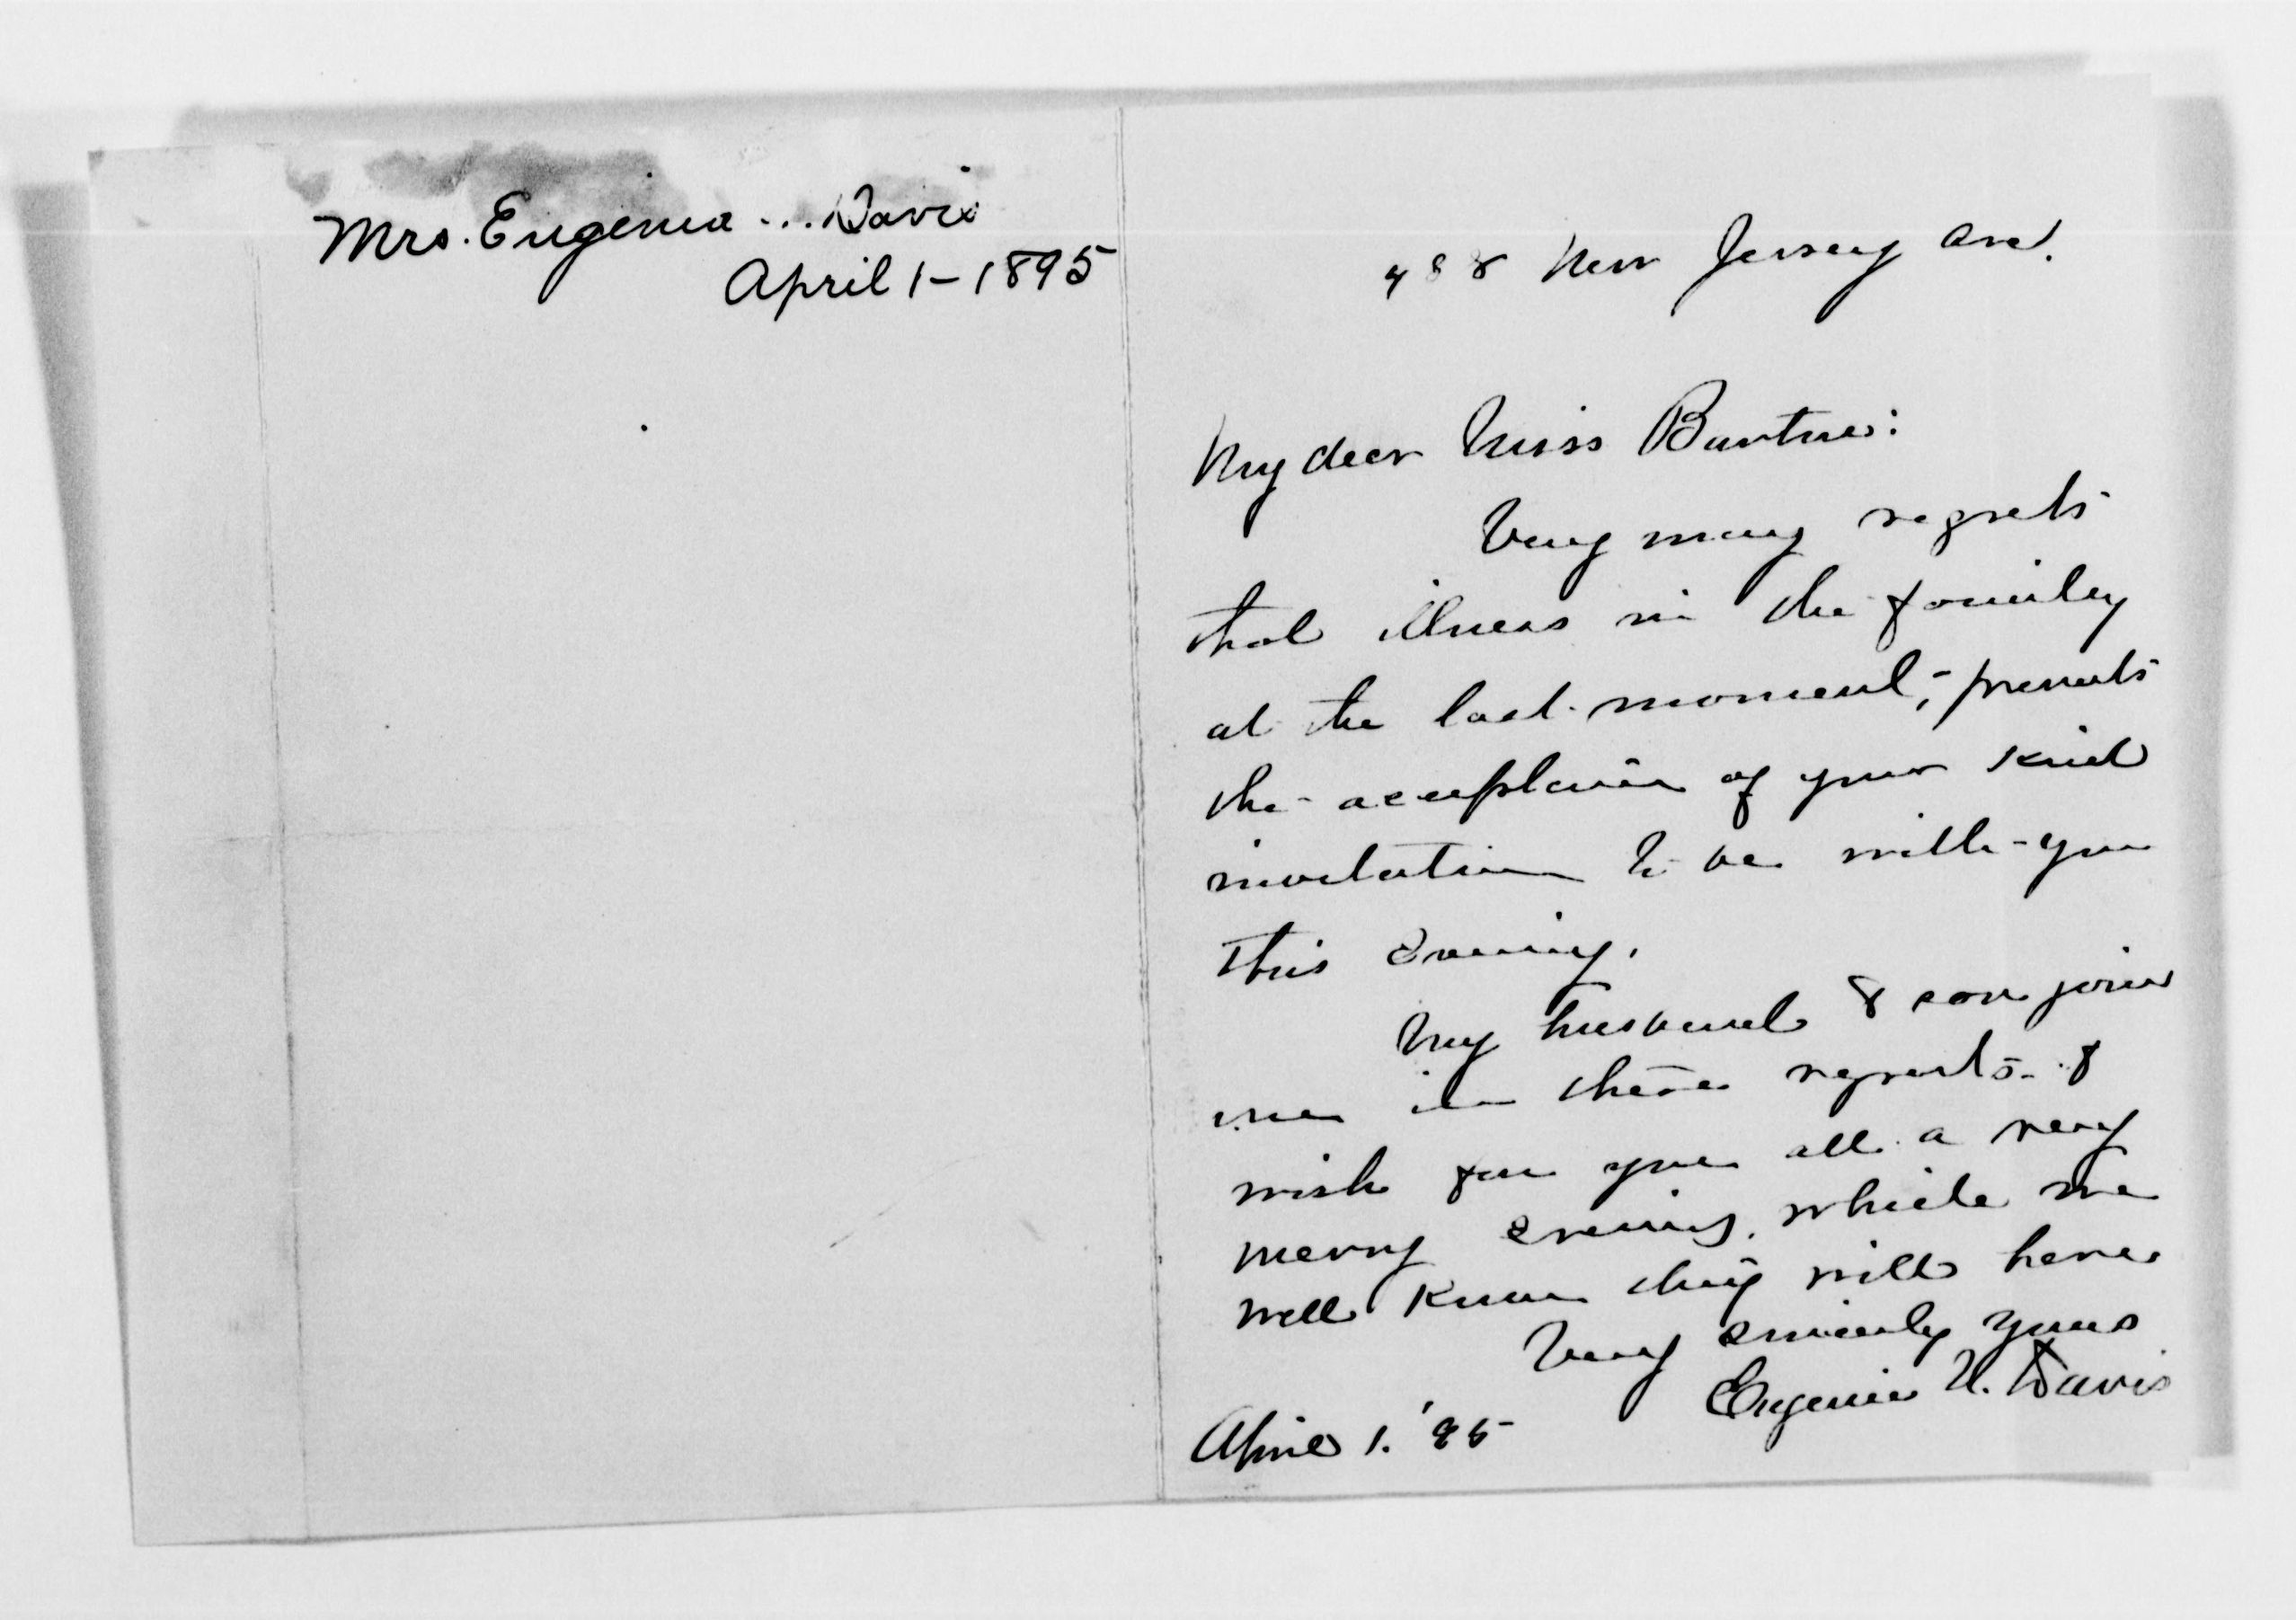 Mrs. Eugenia ... Davis
April 1 - 1895
488 New Jersey Ave.
My dear Miss Barton:
Very many regrets
that illness in the family
at the last moment, prevents
the acceptance of your kind
invitation to be with you
this evening.
My husband & son join
me in these regrets &
wish for you all a very
merry evening, which we
well know they will have
Very sincerely yours
Eugenia Davis
April 1. '95